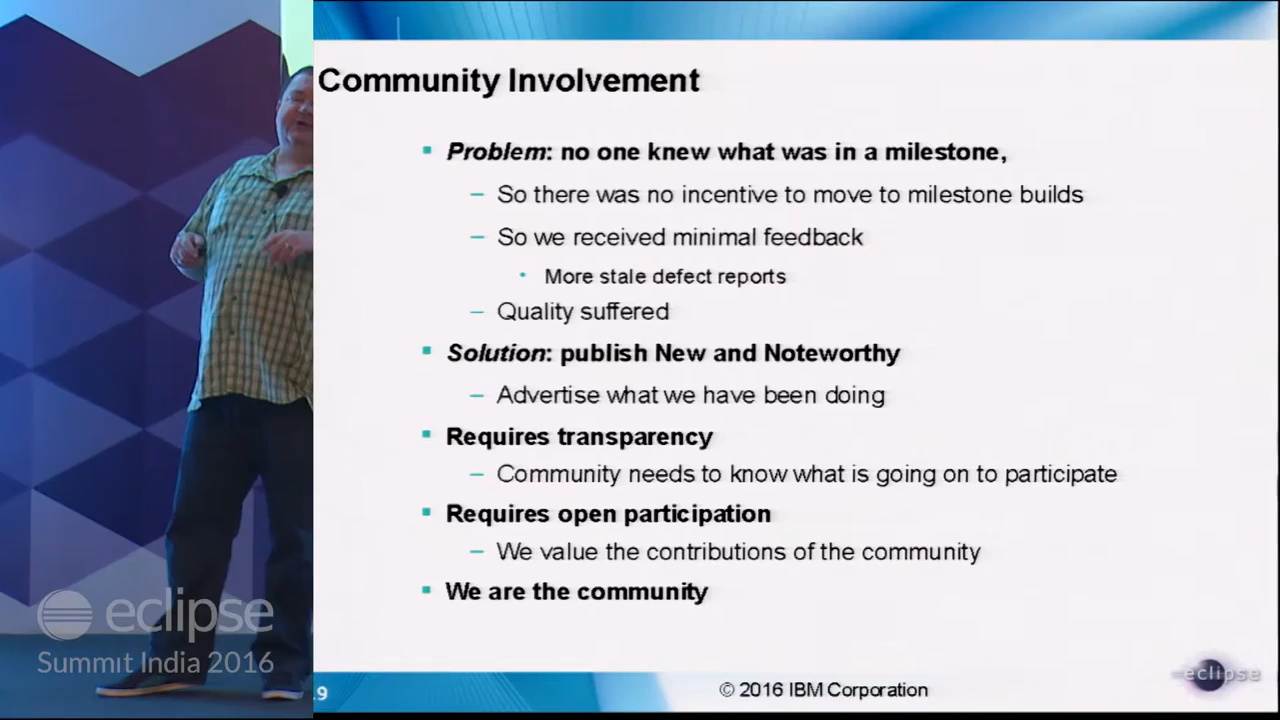 Community Involvement
Problem: no one knew what was in a milestone,
So there was no incentive to move to milestone builds
So we received minimal feedback
More stale defect reports
Quality suffered
Solution: publish New and Noteworthy
Advertise what we have been doing
Requires transparency
Community needs to know what is going on to participate
Requires open participation
We value the contributions of the community
We are the community
eclipse
Summit India 2016
9
© 2016 IBM Corporation
eclipse